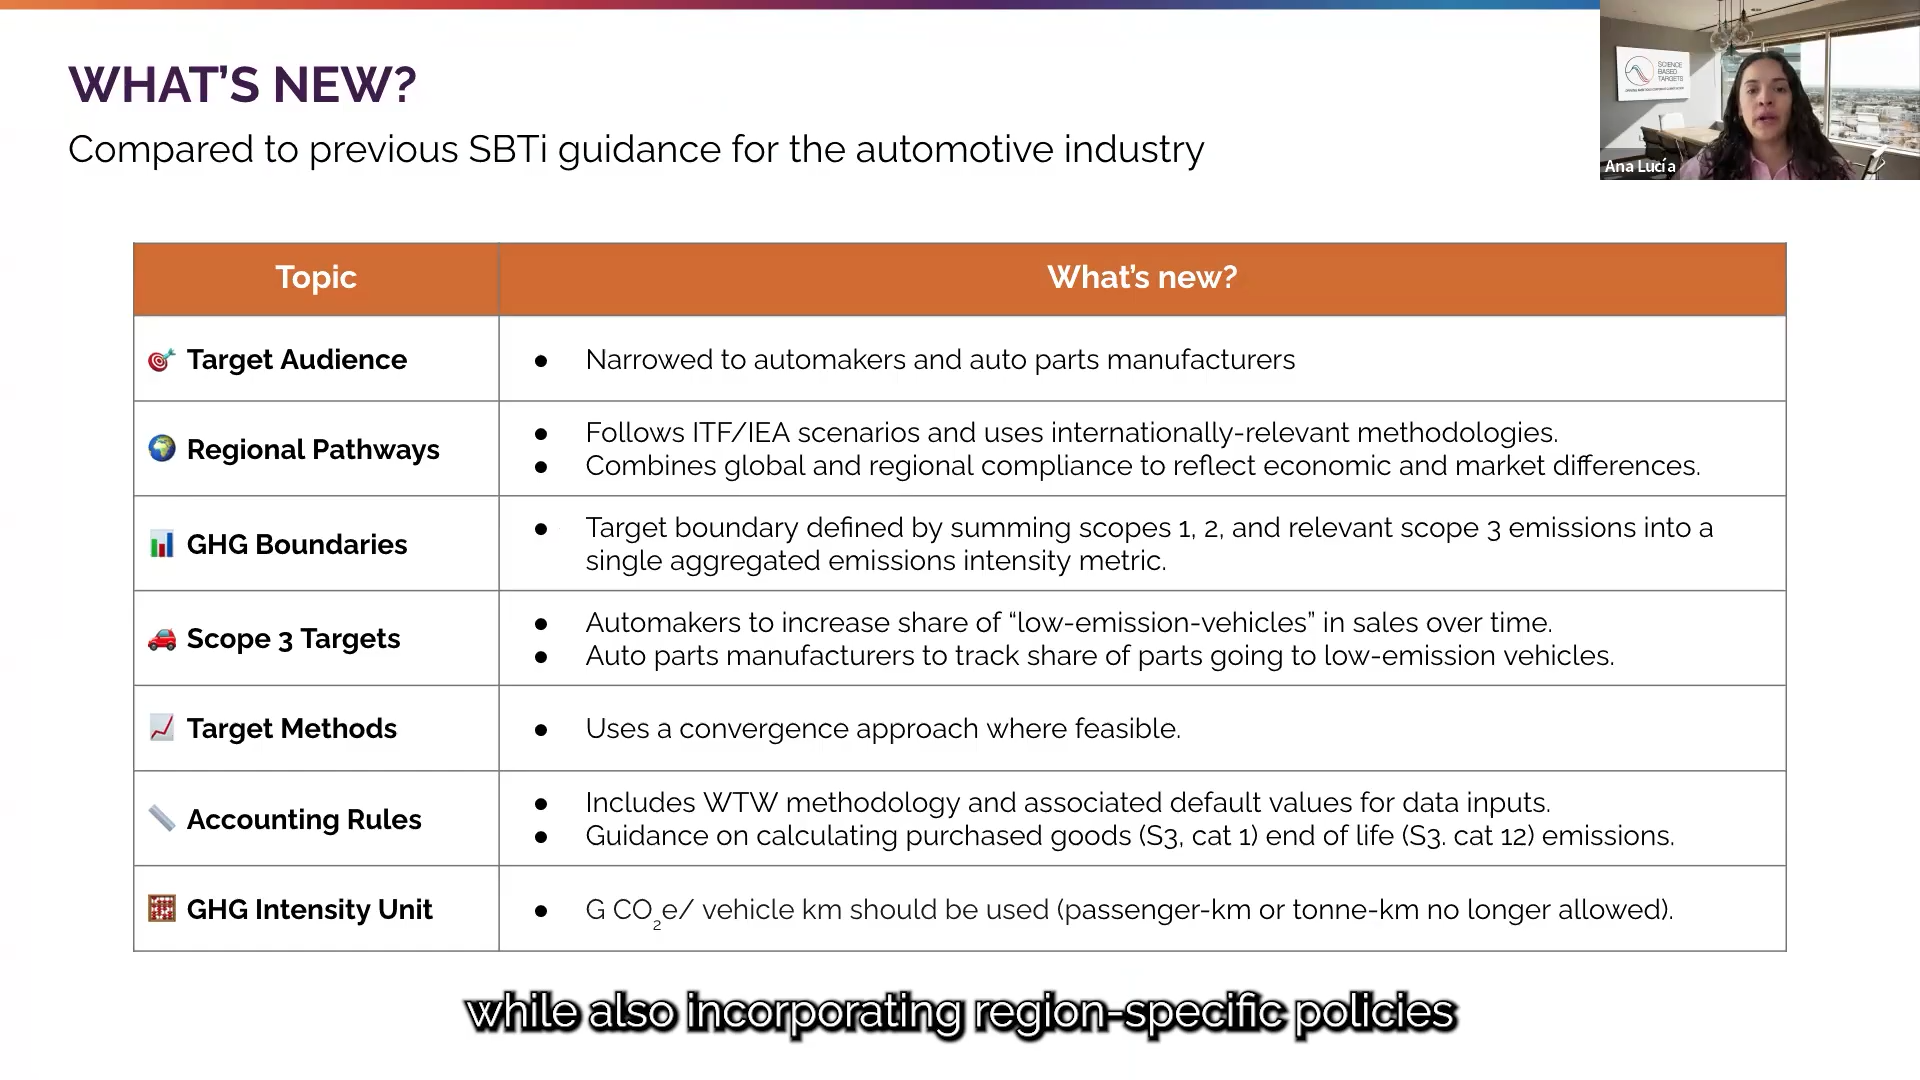 WHAT'S NEW?
Compared to previous SBTi guidance for the automotive industry
SCIENCE
BASED
TARGETS
Ana Lucía
Topic
What's new?
Target Audience
● Narrowed to automakers and auto parts manufacturers
Regional Pathways
● Follows ITF/IEA scenarios and uses internationally-relevant methodologies.
● Combines global and regional compliance to reflect economic and market differences.
GHG Boundaries
● Target boundary defined by summing scopes 1, 2, and relevant scope 3 emissions into a
single aggregated emissions intensity metric.
Scope 3 Targets
● Automakers to increase share of “low-emission-vehicles” in sales over time.
● Auto parts manufacturers to track share of parts going to low-emission vehicles.
Target Methods
● Uses a convergence approach where feasible.
Accounting Rules
● Includes WTW methodology and associated default values for data inputs.
● Guidance on calculating purchased goods (S3, cat 1) end of life (S3. cat 12) emissions.
GHG Intensity Unit
● G CO₂e/ vehicle km should be used (passenger-km or tonne-km no longer allowed).
while also incorporating region-specific policies